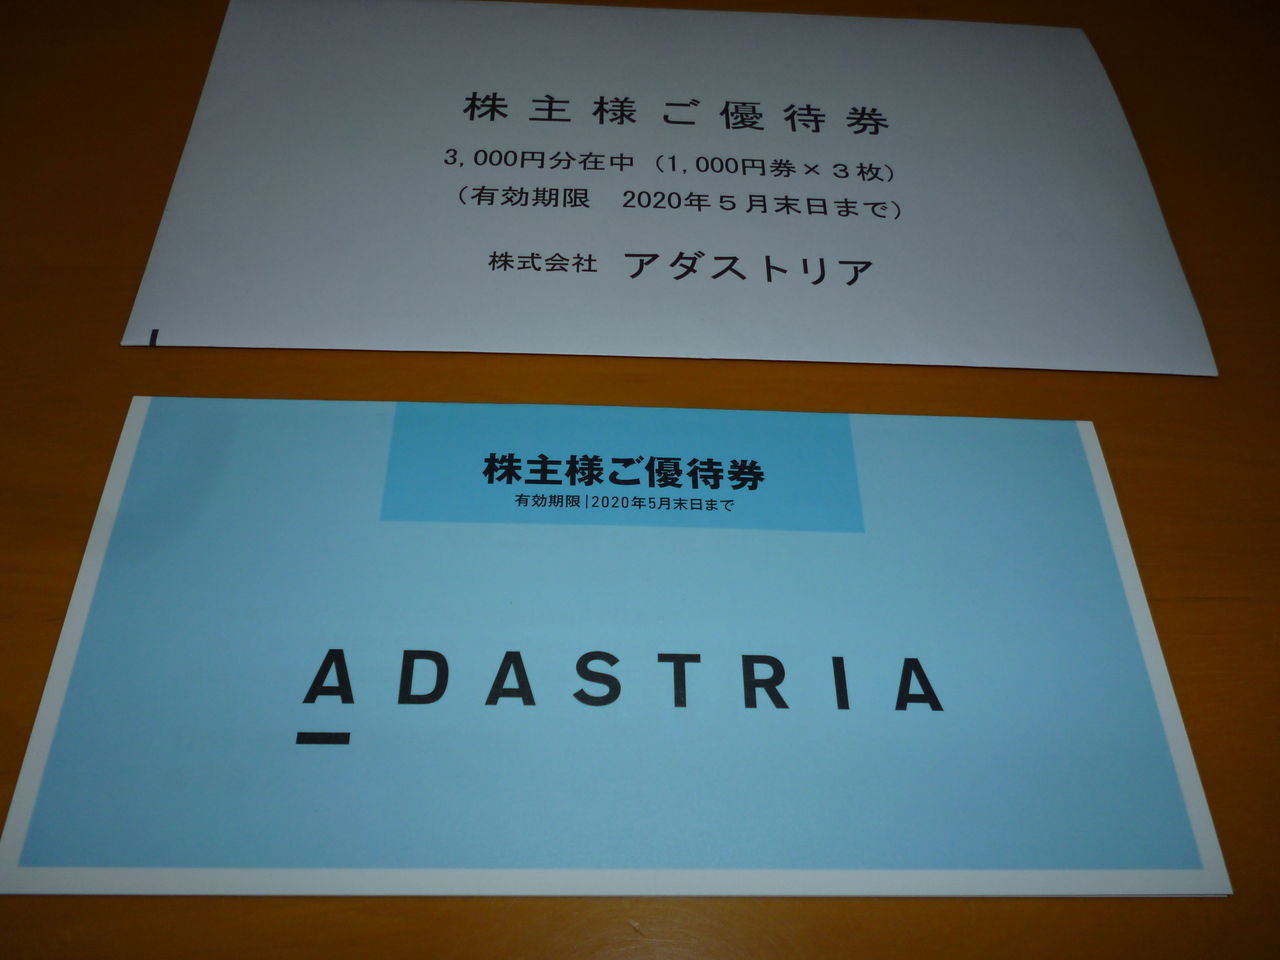 株主様ご優待券
3,000円分在中（1,000円券×３枚）
（有効期限　2020年５月末日まで）
株式会社　アダストリア
株主様ご優待券
有効期限|2020年5月末日まで
ADASTRIA